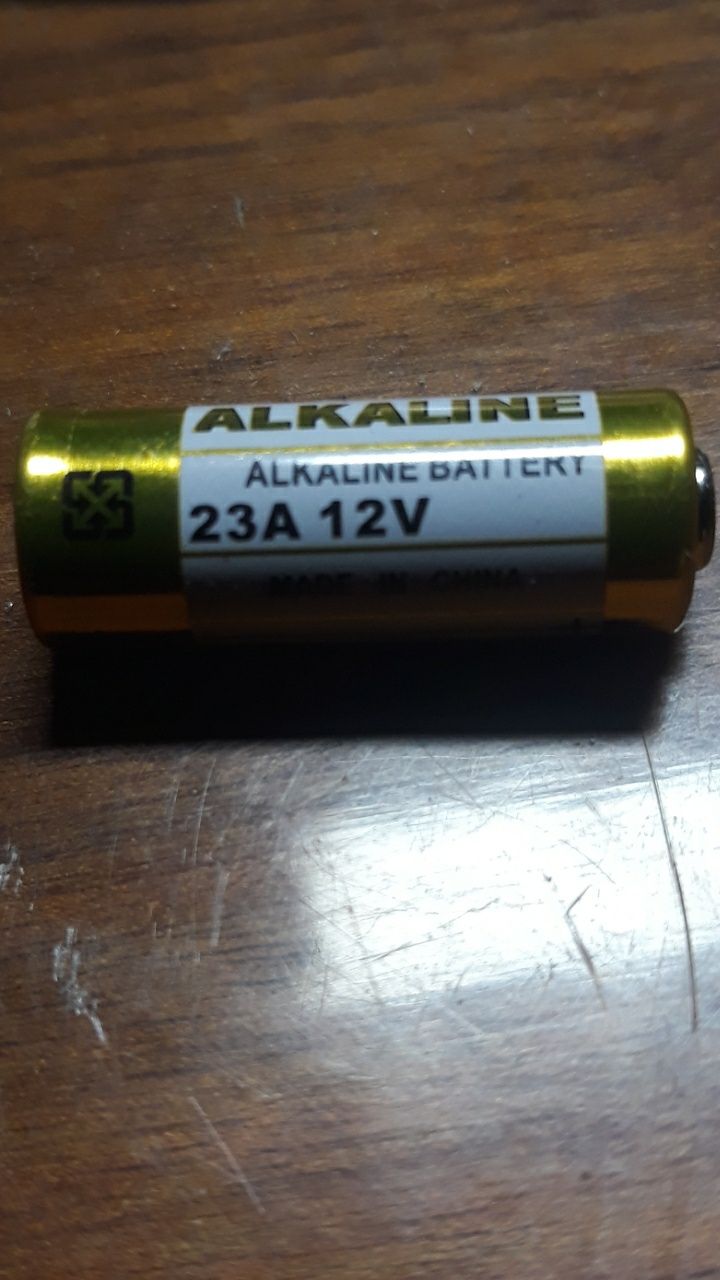 ALKALINE
ALKALINE BATTERY
23A 12V
MADE IN CHINA